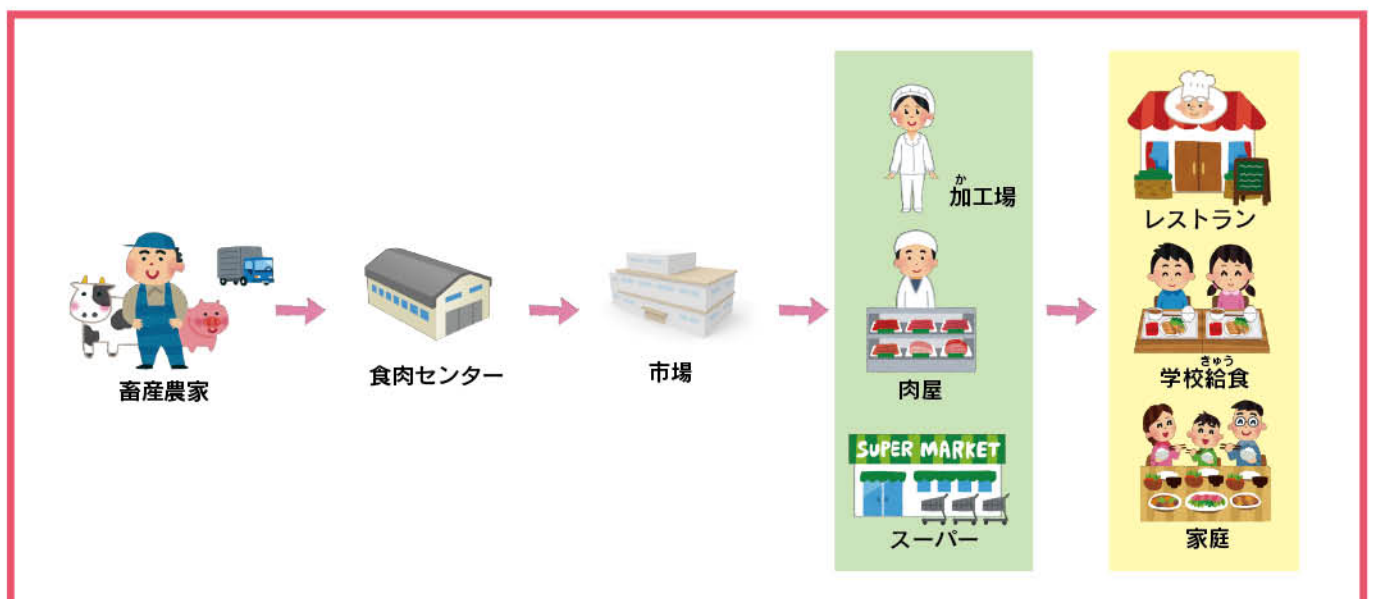 畜産農家
食肉センター
市場
か
加工場
肉屋
SUPER MARKET
スーパー
レストラン
きゅう
学校給食
家庭